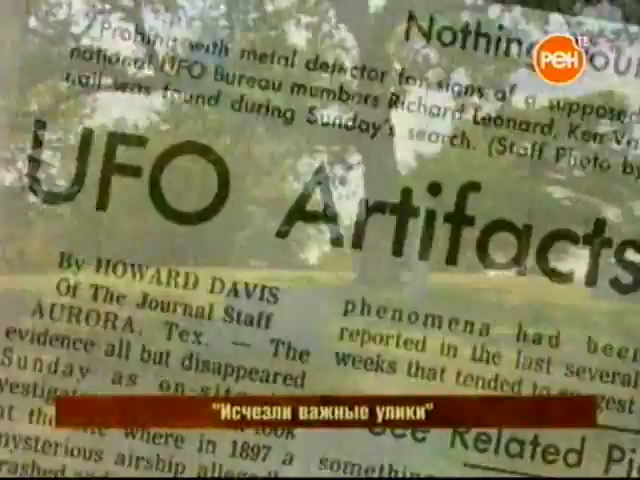 Nothing
РЕН
Probing with metal detector for signs of a supposed
national UFO Bureau mumbers Richard Leonard, Ken
nail was found during Sunday's search. (Staff Photo by
UFO Artifacts
By HOWARD DAVIS
Of The Journal Staff
AURORA, Tex. — The
evidence all but disappeared
Sunday as
where in 1897 a
mysterious airship
phenomena had been
reported in the last several
weeks that tended to
See Related
"Исчезли важные улики"